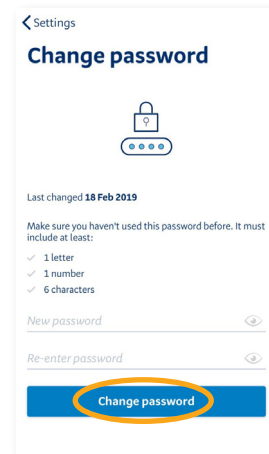 Settings
Change password
Last changed 18 Feb 2019
Make sure you haven't used this password before. It must
include at least:
1 letter
1 number
6 characters
New password
Re-enter password
Change password